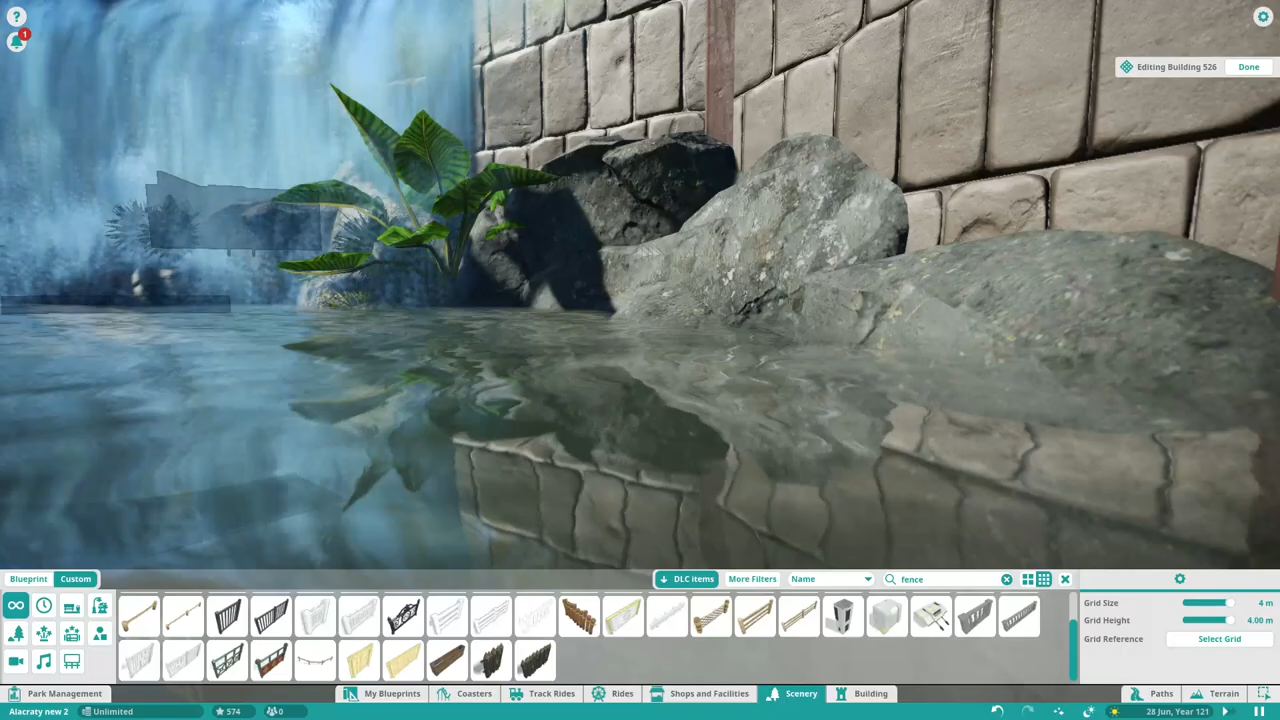 ?
1
Editing Building 526 Done
Blueprint Custom
DLC items More Filters Name fence
Grid Size 4 m
Grid Height 4.00 m
Grid Reference Select Grid
Park Management My Blueprints Coasters Track Rides Rides Shops and Facilities Scenery Building Paths Terrain
Alacraty new 2 Unlimited 574 0 28 Jun, Year 121